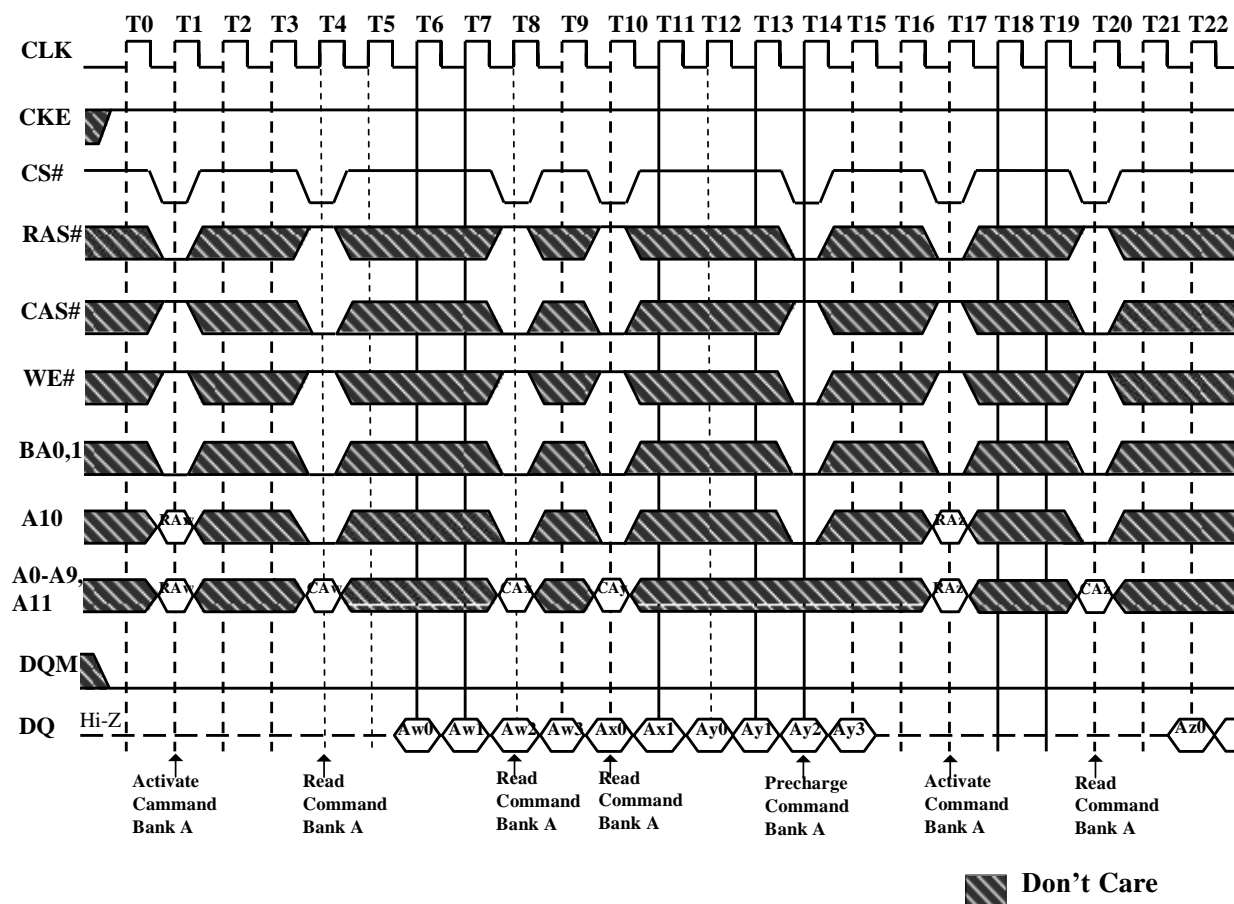 T0 T1 T2 T3 T4 T5 T6 T7 T8 T9 T10 T11 T12 T13 T14 T15 T16 T17 T18 T19 T20 T21 T22
CLK
CKE
CS#
RAS#
CAS#
WE#
BA0,1
A10 RAw RAz
A0-A9, RAw CAw CAx CAy RAz CAz
A11
DQM
DQ Hi-Z Aw0 Aw1 Aw2 Aw3 Ax0 Ax1 Ay0 Ay1 Ay2 Ay3 Az0
Activate Read Read Read Precharge Activate Read
Cammand Command Command Command Command Command Command
Bank A Bank A Bank A Bank A Bank A Bank A Bank A
Don't Care